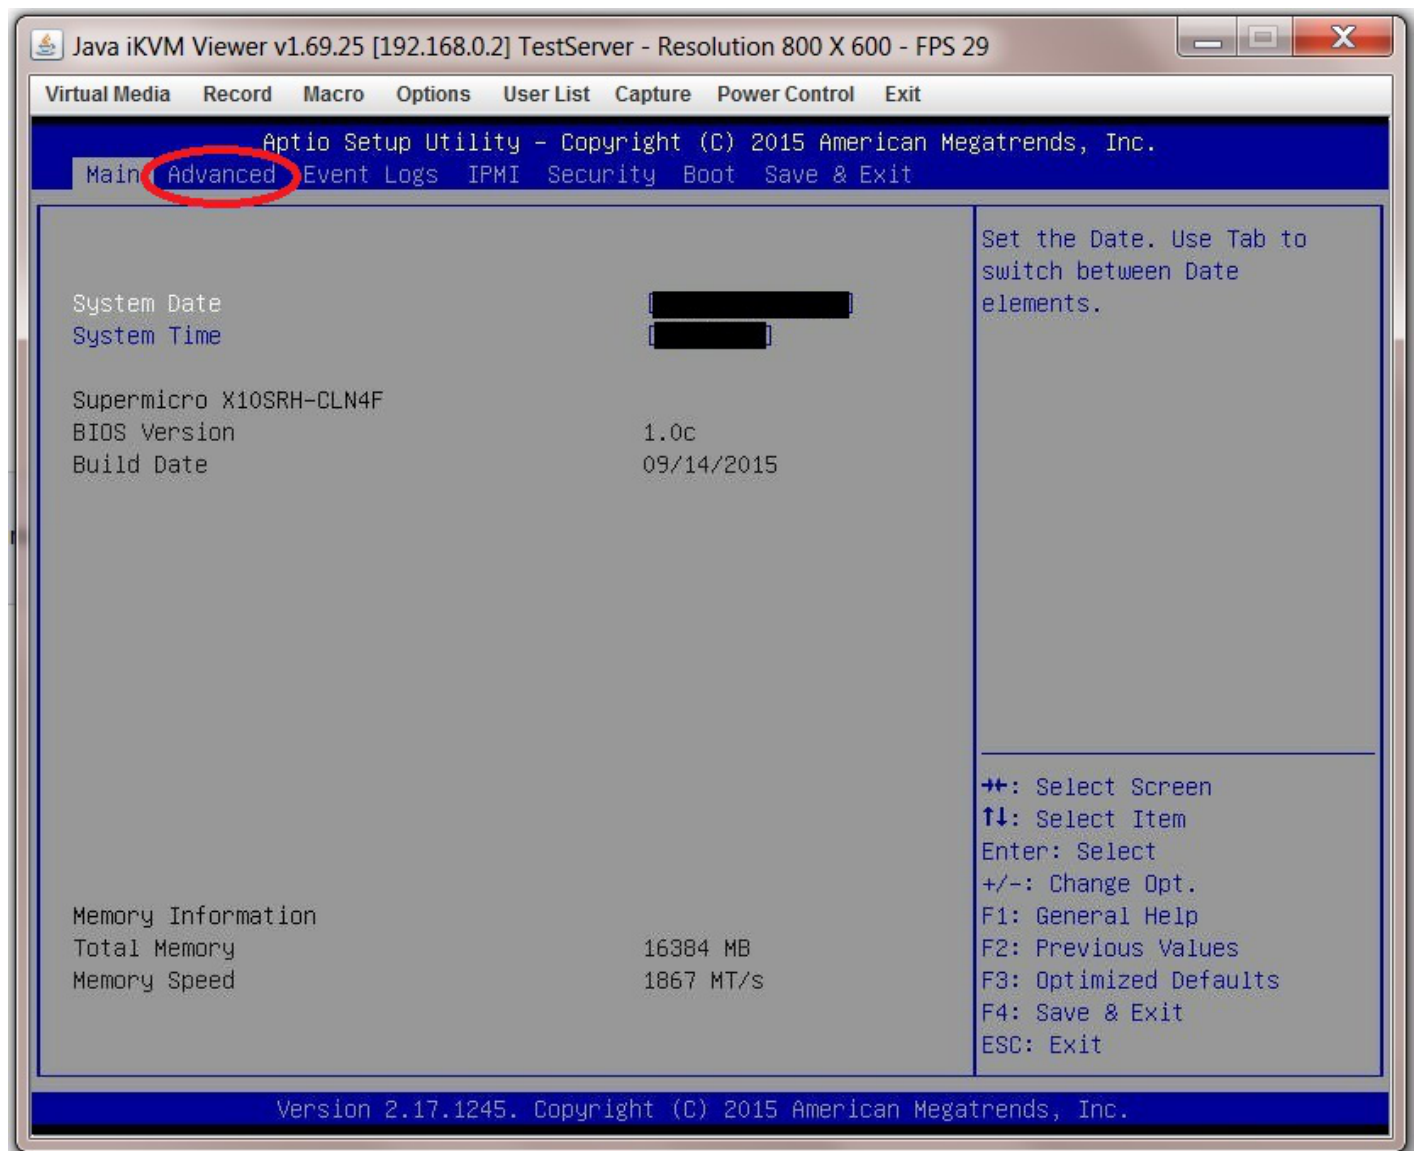 Java iKVM Viewer v1.69.25 [192.168.0.2] TestServer - Resolution 800 X 600 - FPS 29
Virtual Media Record Macro Options User List Capture Power Control Exit
Aptio Setup Utility - Copyright (C) 2015 American Megatrends, Inc.
Main Advanced Event Logs IPMI Security Boot Save & Exit
System Date [ ]
System Time [ ]
Supermicro X10SRH-CLN4F
BIOS Version 1.0c
Build Date 09/14/2015
Memory Information
Total Memory 16384 MB
Memory Speed 1867 MT/s
Set the Date. Use Tab to
switch between Date
elements.
→←: Select Screen
↑↓: Select Item
Enter: Select
+/-: Change Opt.
F1: General Help
F2: Previous Values
F3: Optimized Defaults
F4: Save & Exit
ESC: Exit
Version 2.17.1245. Copyright (C) 2015 American Megatrends, Inc.